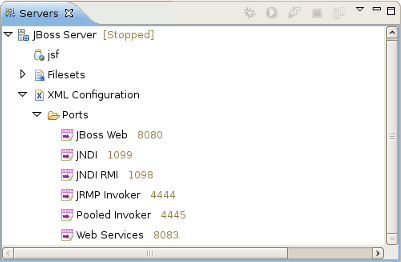 Servers
JBoss Server [Stopped]
jsf
Filesets
XML Configuration
Ports
JBoss Web 8080
JNDI 1099
JNDI RMI 1098
JRMP Invoker 4444
Pooled Invoker 4445
Web Services 8083